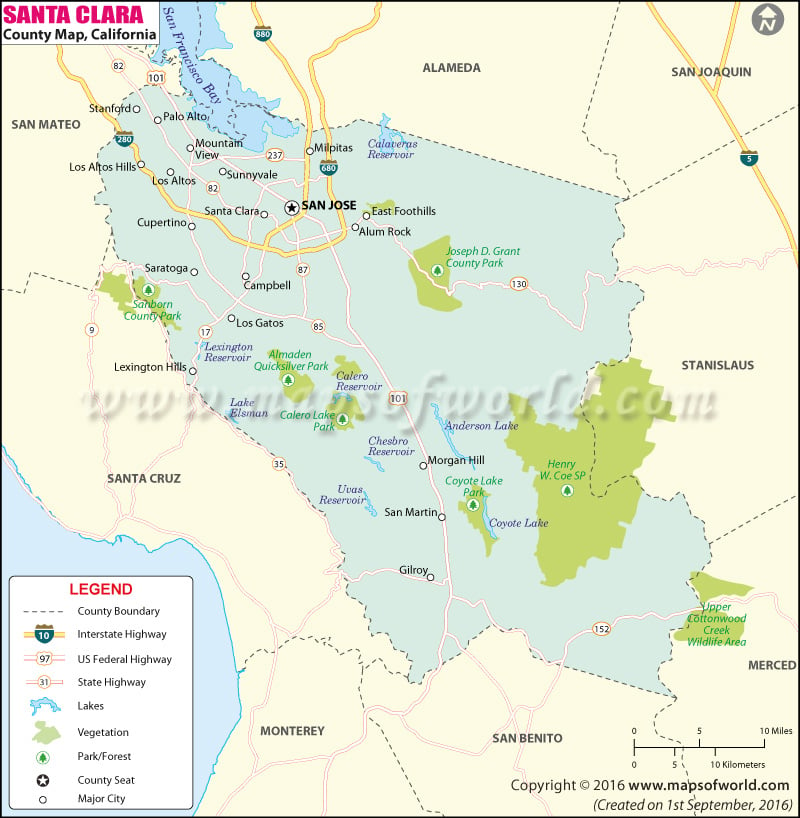 SANTA CLARA
County Map, California
San Francisco Bay
880
N
ALAMEDA
SAN JOAQUIN
82
101
Stanford
Palo Alto
SAN MATEO
280
Mountain
View
237
Milpitas
Calaveras
Reservoir
680
5
Los Altos Hills
Los Altos
Sunnyvale
82
Santa Clara
SAN JOSE
East Foothills
Cupertino
Alum Rock
Joseph D. Grant
County Park
Saratoga
Campbell
87
130
Sanborn
County Park
9
17
Los Gatos
85
Lexington
Reservoir
Almaden
Quicksilver Park
Lexington Hills
Calero
Reservoir
STANISLAUS
www.mapsofworld.com
101
Lake
Elsman
Calero Lake
Park
Anderson Lake
Chesbro
Reservoir
35
Morgan Hill
Henry
W. Coe SP
SANTA CRUZ
Uvas
Reservoir
Coyote Lake
Park
San Martin
Coyote Lake
Gilroy
152
Upper
Cottonwood
Creek
Wildlife Area
MERCED
MONTEREY
SAN BENITO
LEGEND
County Boundary
10 Interstate Highway
97 US Federal Highway
31 State Highway
Lakes
Vegetation
Park/Forest
County Seat
Major City
0 5 10 Miles
0 5 10 Kilometers
Copyright © 2016 www.mapsofworld.com
(Created on 1st September, 2016)